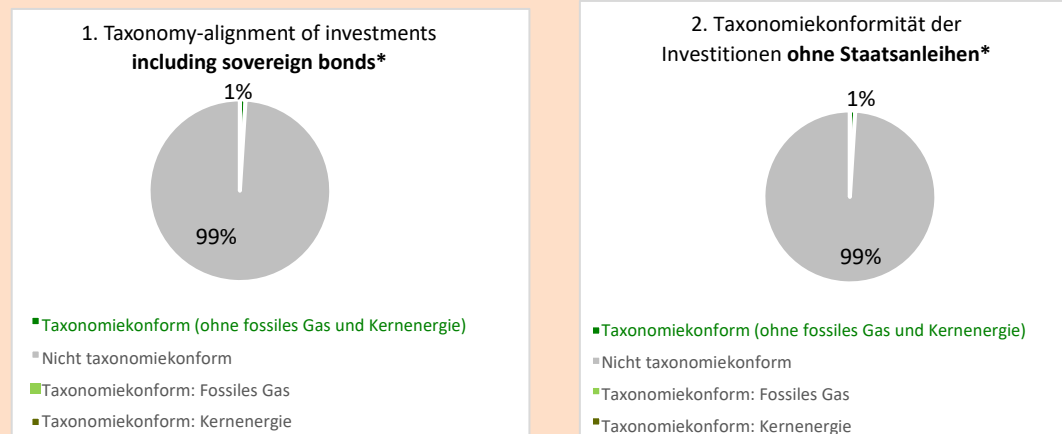 1. Taxonomy-alignment of investments
including sovereign bonds*
1%
99%
Taxonomiekonform (ohne fossiles Gas und Kernenergie)
Nicht taxonomiekonform
Taxonomiekonform: Fossiles Gas
Taxonomiekonform: Kernenergie
2. Taxonomiekonformität der
Investitionen ohne Staatsanleihen*
1%
99%
Taxonomiekonform (ohne fossiles Gas und Kernenergie)
Nicht taxonomiekonform
Taxonomiekonform: Fossiles Gas
Taxonomiekonform: Kernenergie